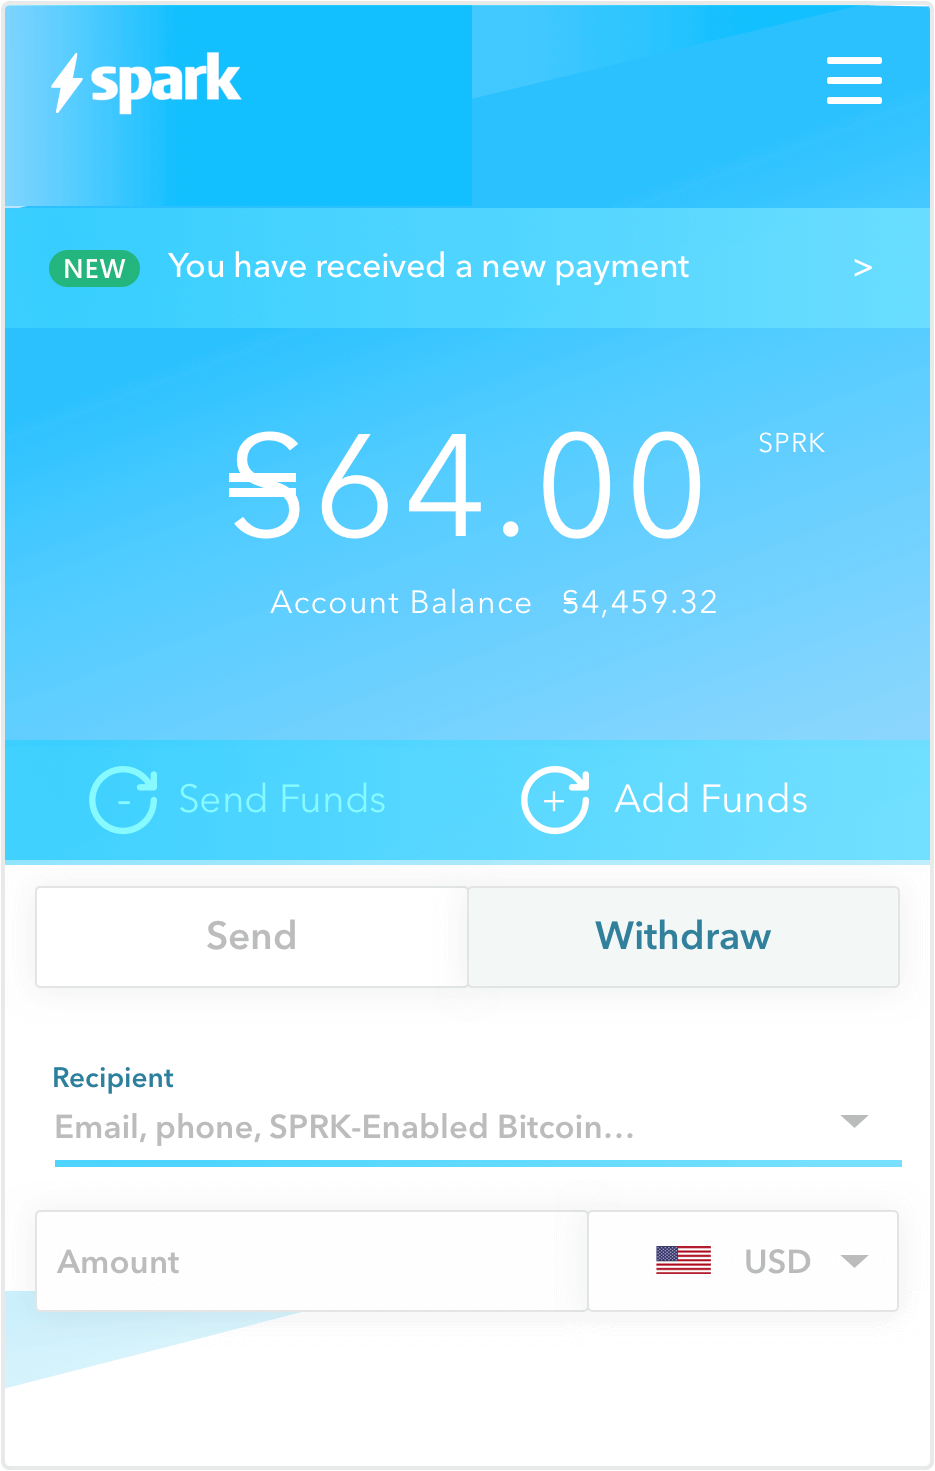 spark
NEW You have received a new payment >
S64.00 SPRK
Account Balance S4,459.32
- Send Funds + Add Funds
Send Withdraw
Recipient
Email, phone, SPRK-Enabled Bitcoin...
Amount USD